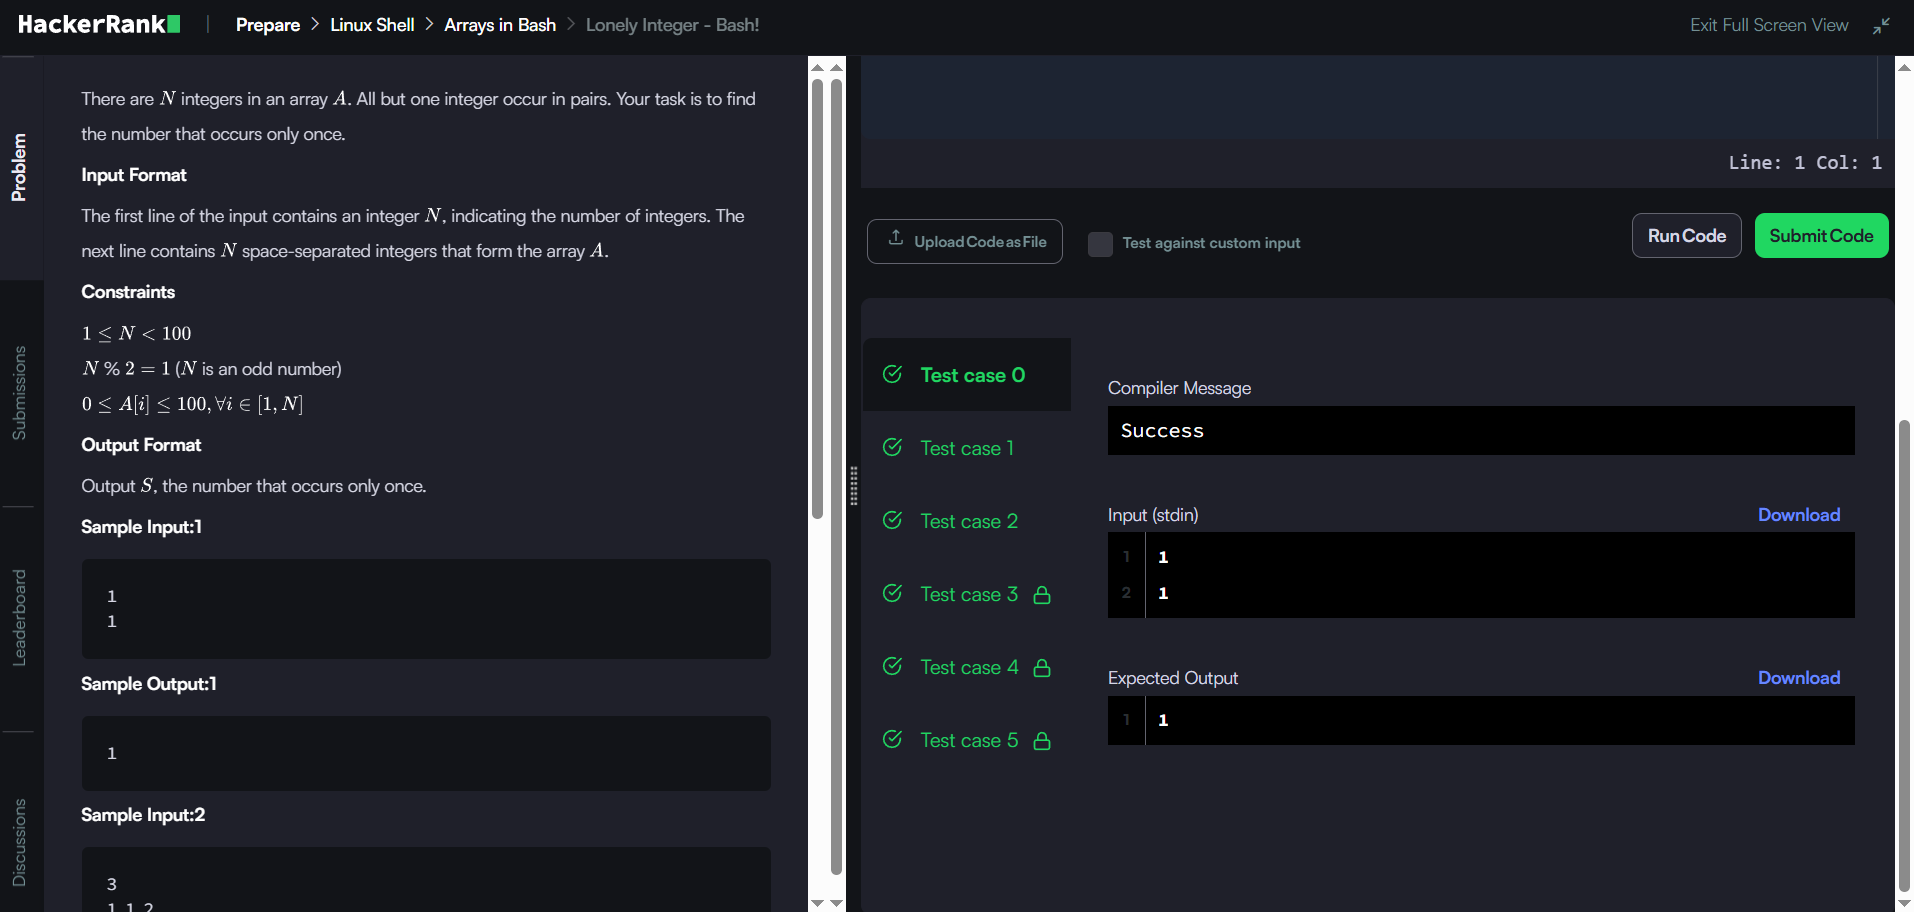 HackerRank | Prepare > Linux Shell > Arrays in Bash > Lonely Integer - Bash! Exit Full Screen View
Problem
Submissions
Leaderboard
Discussions
There are N integers in an array A. All but one integer occur in pairs. Your task is to find
the number that occurs only once.
Input Format
The first line of the input contains an integer N, indicating the number of integers. The
next line contains N space-separated integers that form the array A.
Constraints
1 ≤ N < 100
N % 2 = 1 (N is an odd number)
0 ≤ A[i] ≤ 100, ∀i ∈ [1, N]
Output Format
Output S, the number that occurs only once.
Sample Input:1
1
1
Sample Output:1
1
Sample Input:2
3
1 1 2
Line: 1 Col: 1
Upload Code as File
Test against custom input
Run Code
Submit Code
Test case 0
Test case 1
Test case 2
Test case 3
Test case 4
Test case 5
Compiler Message
Success
Input (stdin) Download
1 1
2 1
Expected Output Download
1 1